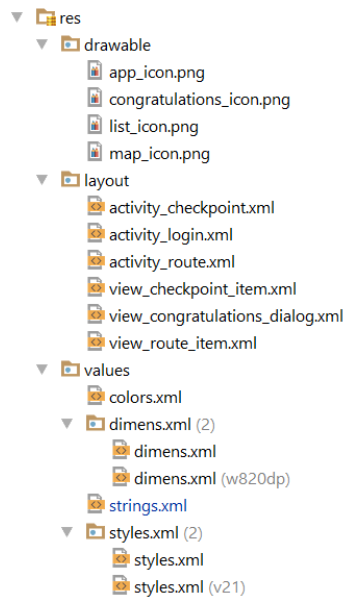 res
drawable
app_icon.png
congratulations_icon.png
list_icon.png
map_icon.png
layout
activity_checkpoint.xml
activity_login.xml
activity_route.xml
view_checkpoint_item.xml
view_congratulations_dialog.xml
view_route_item.xml
values
colors.xml
dimens.xml (2)
dimens.xml
dimens.xml (w820dp)
strings.xml
styles.xml (2)
styles.xml
styles.xml (v21)